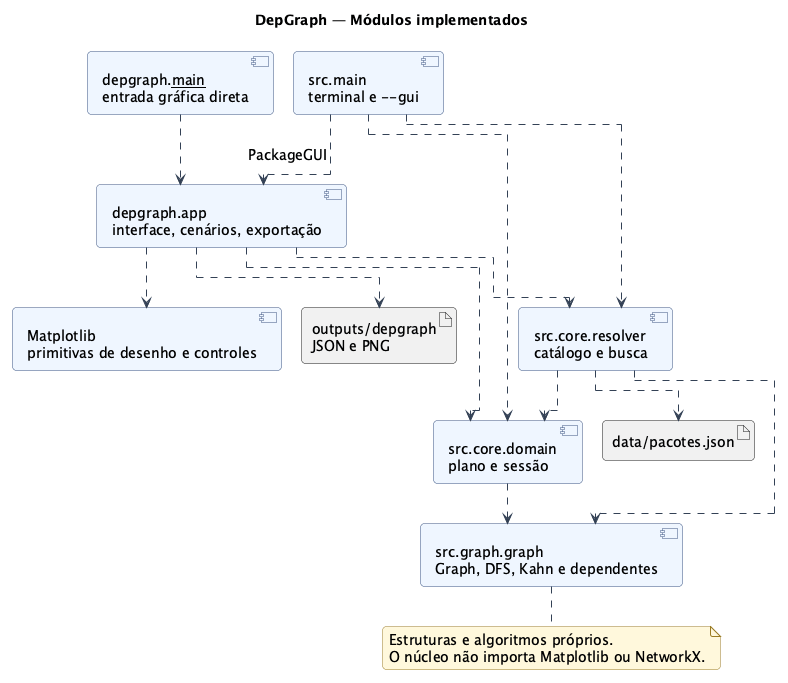 DepGraph — Módulos implementados
depgraph.main
entrada gráfica direta
src.main
terminal e --gui
PackageGUI
depgraph.app
interface, cenários, exportação
Matplotlib
primitivas de desenho e controles
outputs/depgraph
JSON e PNG
src.core.resolver
catálogo e busca
src.core.domain
plano e sessão
data/pacotes.json
src.graph.graph
Graph, DFS, Kahn e dependentes
Estruturas e algoritmos próprios.
O núcleo não importa Matplotlib ou NetworkX.